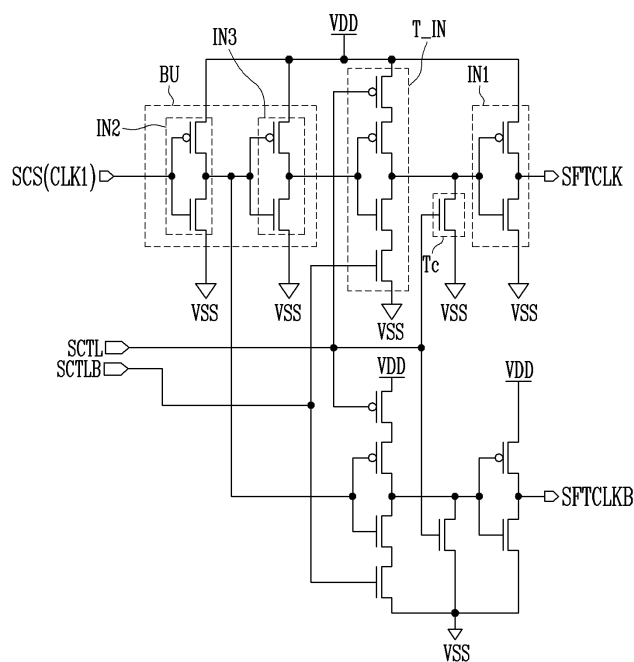 VDD
T_IN
IN3
BU
IN1
IN2
SCS(CLK1)
SFTCLK
Tc
VSS
VSS
VSS
VSS
VSS
SCTL
SCTLB
VDD
VDD
SFTCLKB
VSS